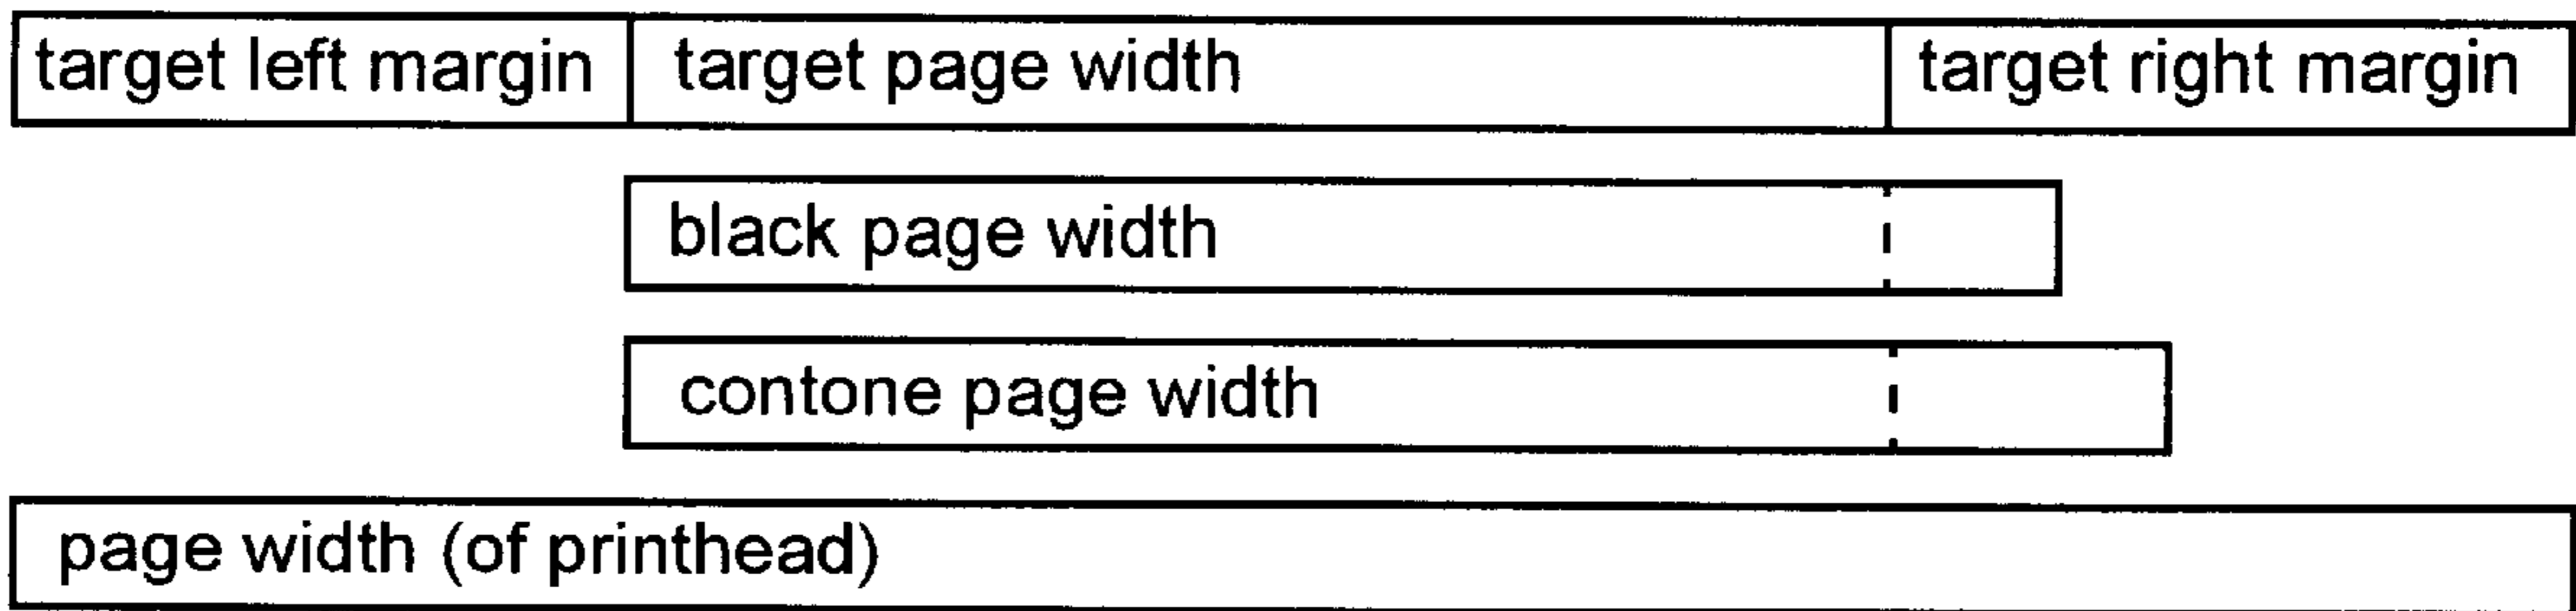 target left margin target page width target right margin
black page width
contone page width
page width (of printhead)